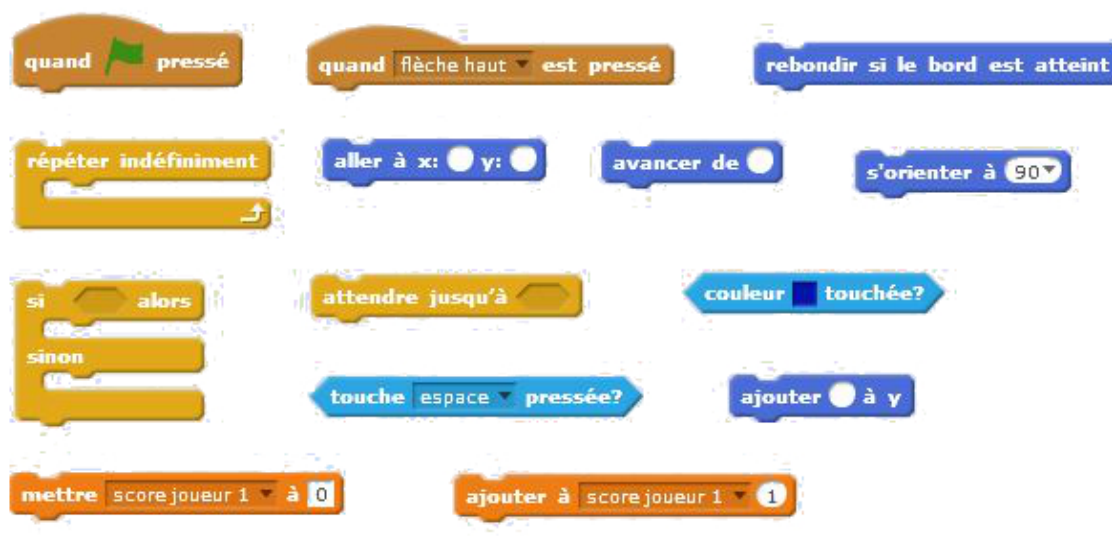 quand pressé
quand flèche haut est pressé
rebondir si le bord est atteint
répéter indéfiniment
aller à x: y:
avancer de
s'orienter à 90
si alors
sinon
attendre jusqu'à
couleur touchée?
touche espace pressée?
ajouter à y
mettre score joueur 1 à 0
ajouter à score joueur 1 1